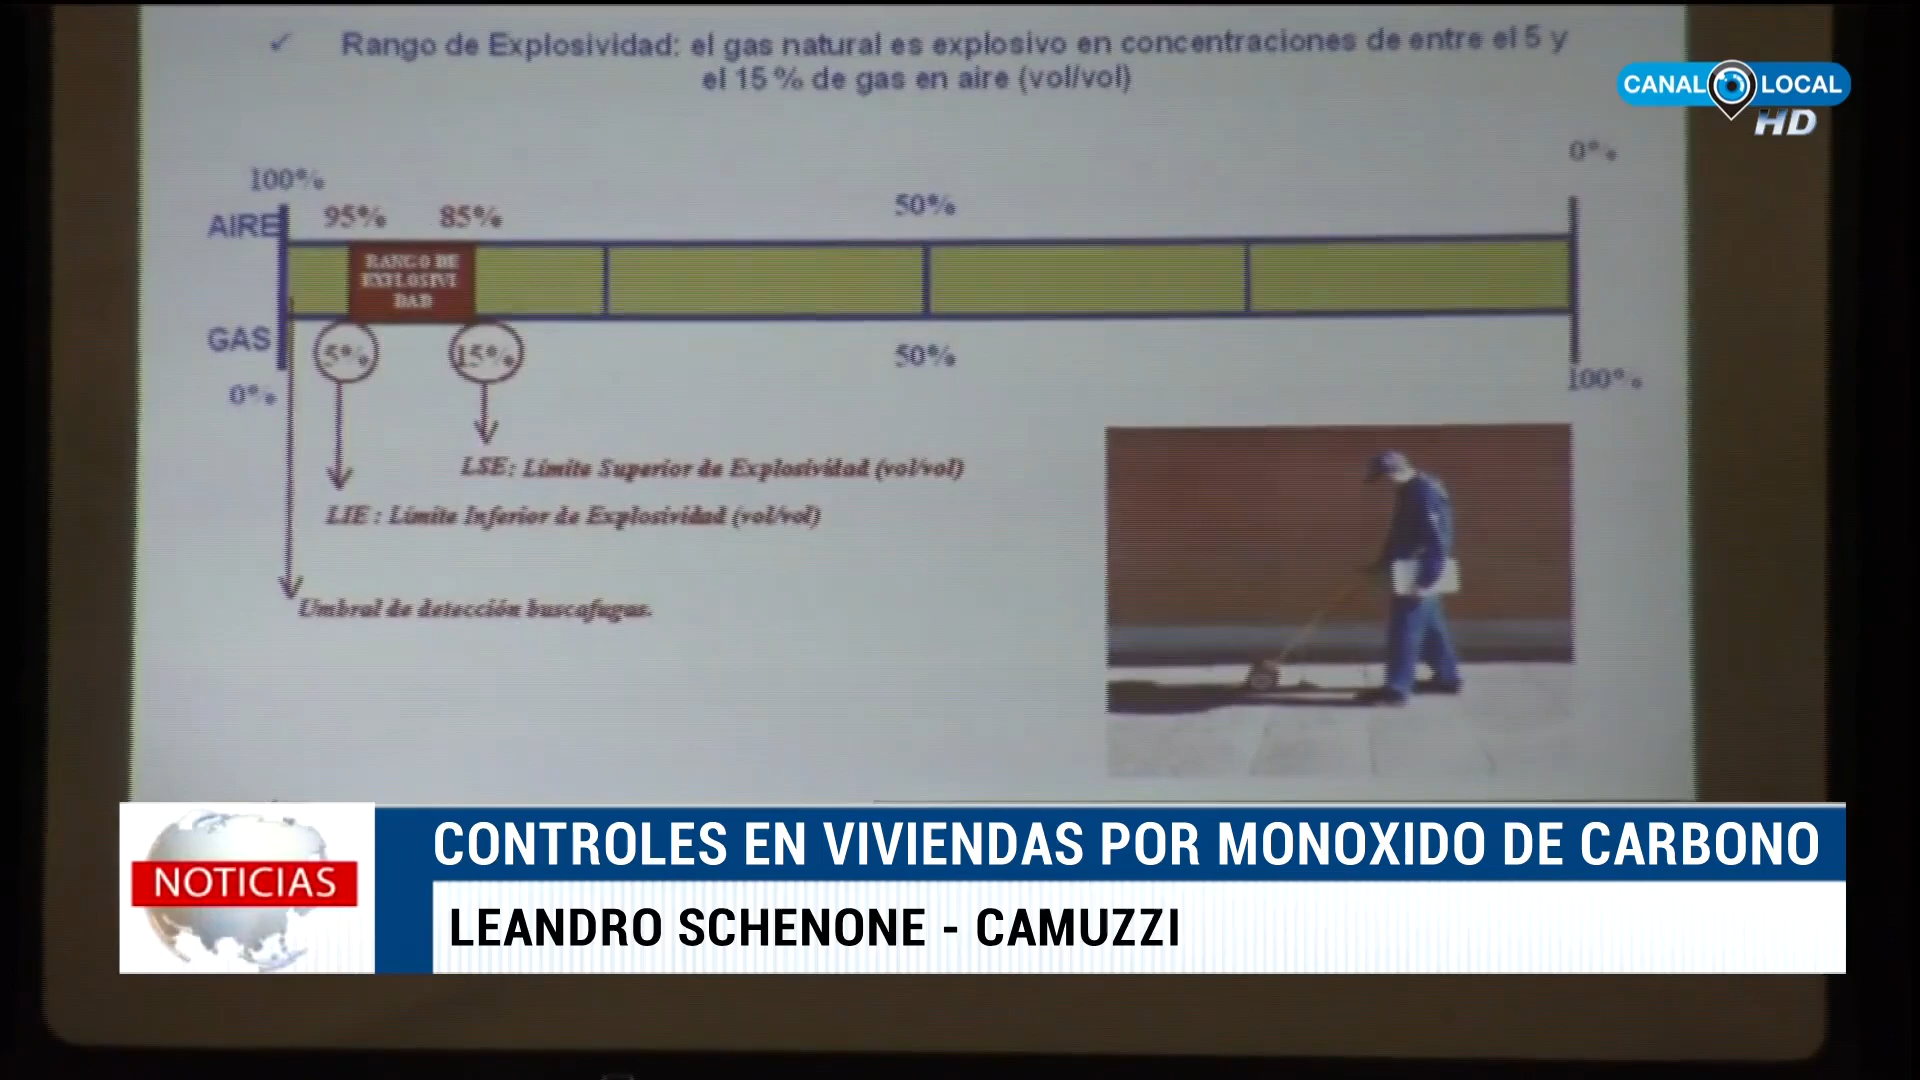 ✓ Rango de Explosividad: el gas natural es explosivo en concentraciones de entre el 5 y
el 15 % de gas en aire (vol/vol)
CANAL LOCAL
HD
0%
100%
95% 85% 50%
AIRE
RANGO DE
EXPLOSIVI
DAD
GAS
5% 15% 50%
0% 100%
LSE: Límite Superior de Explosividad (vol/vol)
LIE : Límite Inferior de Explosividad (vol/vol)
Umbral de detección buscafugas.
NOTICIAS
CONTROLES EN VIVIENDAS POR MONOXIDO DE CARBONO
LEANDRO SCHENONE - CAMUZZI